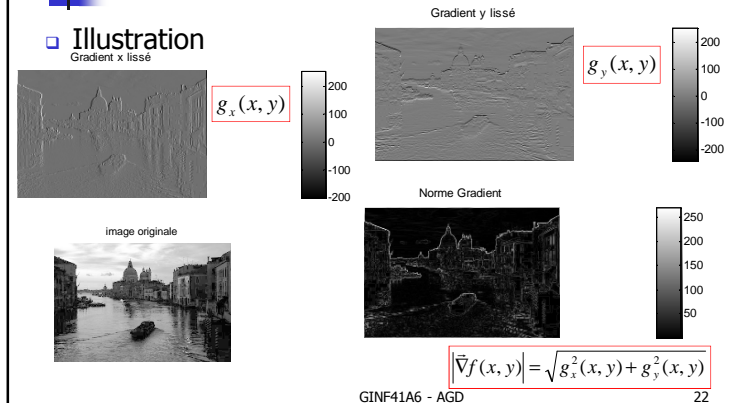 Illustration
Gradient x lissé
g_x(x, y)
200
100
0
-100
-200
Gradient y lissé
g_y(x, y)
200
100
0
-100
-200
image originale
Norme Gradient
250
200
150
100
50
|∇⃗f(x, y)| = √(g_x²(x, y) + g_y²(x, y))
GINF41A6 - AGD
22